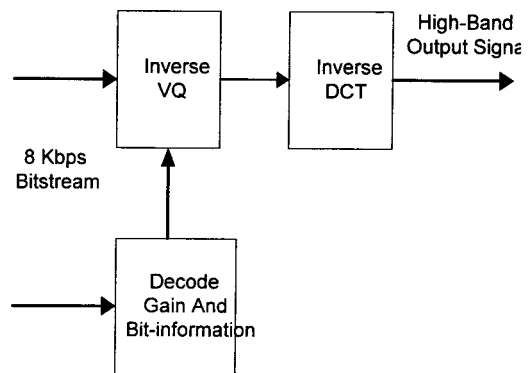 High-Band
Output Signa
Inverse
VQ
Inverse
DCT
8 Kbps
Bitstream
Decode
Gain And
Bit-information